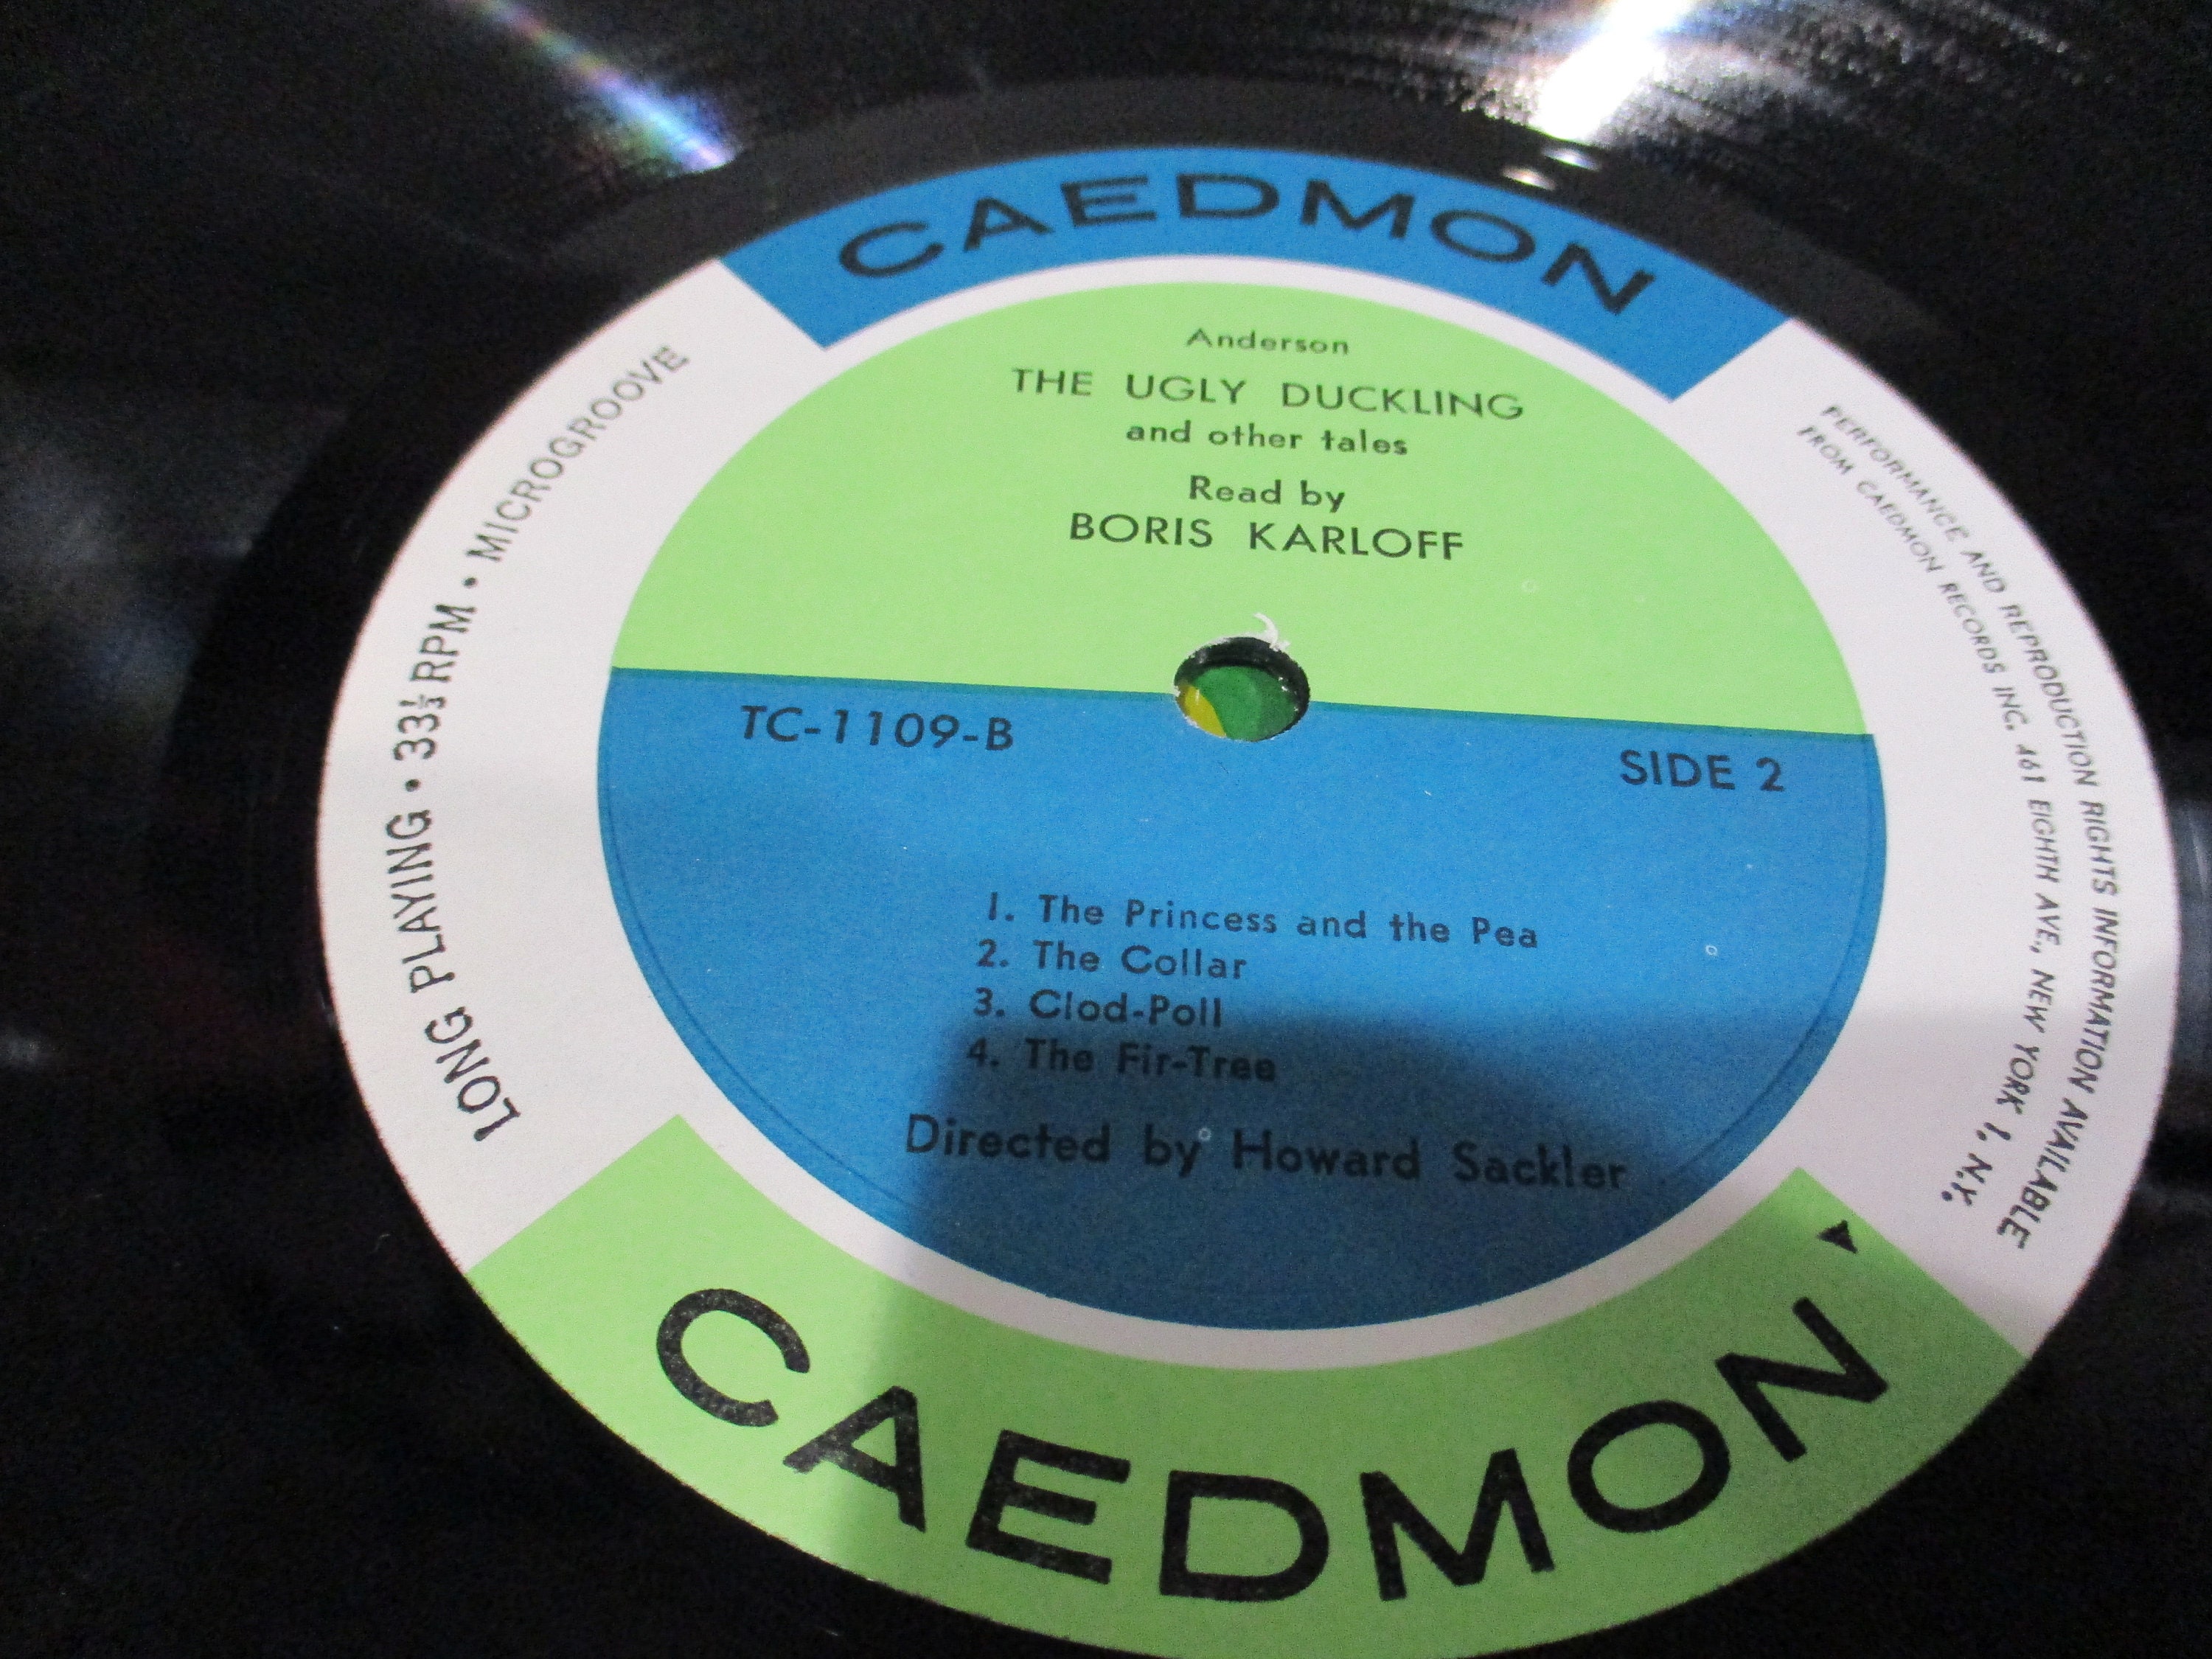 CAEDMON
Anderson
THE UGLY DUCKLING
and other tales
Read by
BORIS KARLOFF
TC-1109-B
SIDE 2
1. The Princess and the Pea
2. The Collar
3. Clod-Poll
4. The Fir-Tree
Directed by Howard Sackler
LONG PLAYING • 33⅓ RPM • MICROGROOVE
PERFORMANCE AND REPRODUCTION RIGHTS INFORMATION AVAILABLE
FROM CAEDMON RECORDS INC. 461 EIGHTH AVE., NEW YORK 1, N.Y.
CAEDMON